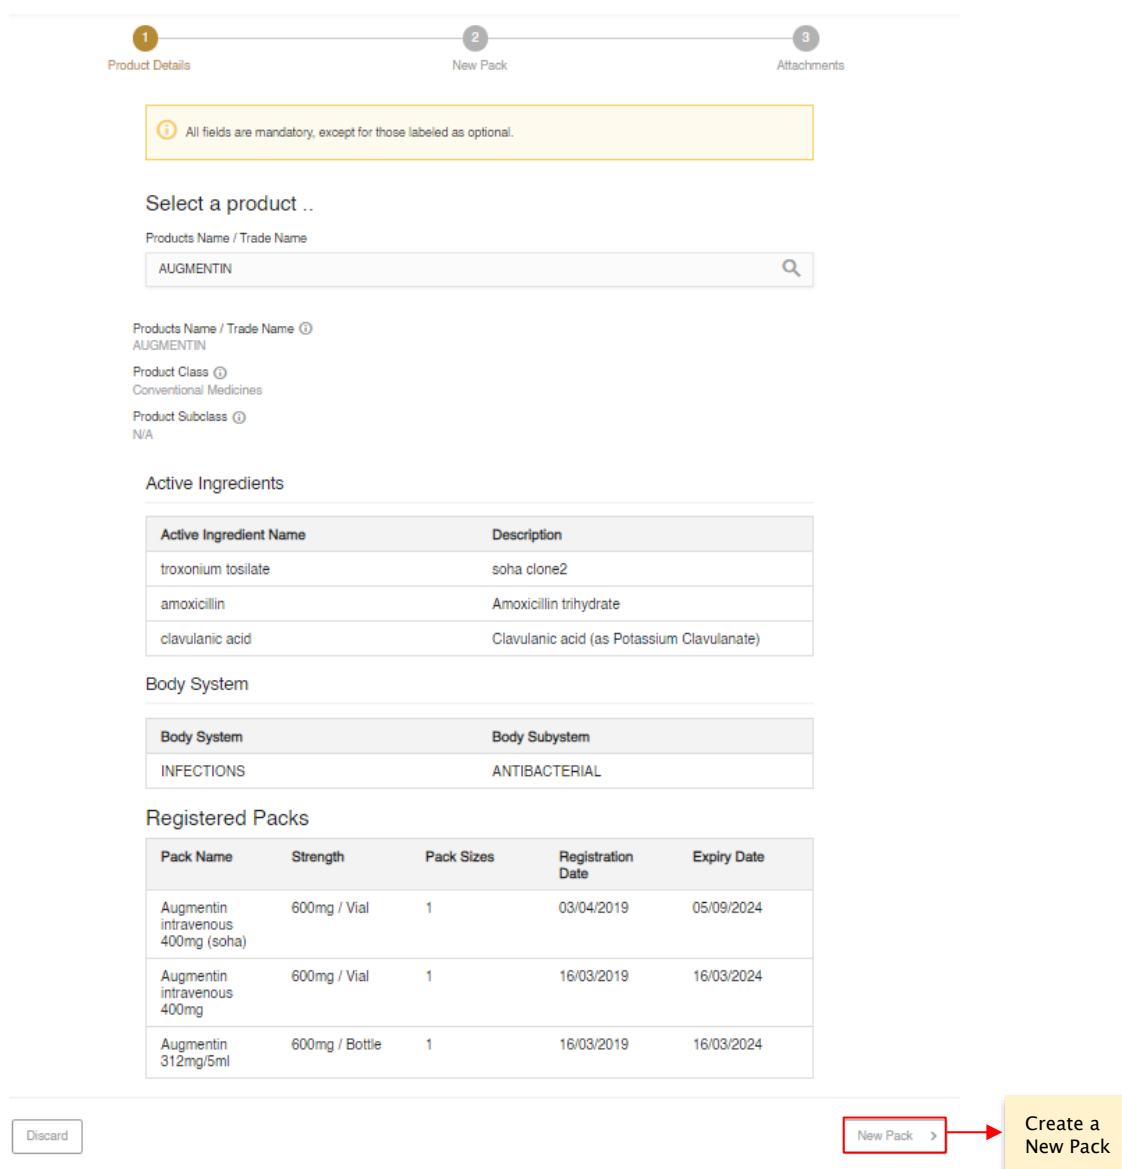 1 2 3
Product Details New Pack Attachments
All fields are mandatory, except for those labeled as optional.
Select a product ..
Products Name / Trade Name
AUGMENTIN
Products Name / Trade Name
AUGMENTIN
Product Class
Conventional Medicines
Product Subclass
N/A
Active Ingredients
Active Ingredient Name Description
troxonium tosilate soha clone2
amoxicillin Amoxicillin trihydrate
clavulanic acid Clavulanic acid (as Potassium Clavulanate)
Body System
Body System Body Subystem
INFECTIONS ANTIBACTERIAL
Registered Packs
Pack Name Strength Pack Sizes Registration Expiry Date
Date
Augmentin 600mg / Vial 1 03/04/2019 05/09/2024
intravenous
400mg (soha)
Augmentin 600mg / Vial 1 16/03/2019 16/03/2024
intravenous
400mg
Augmentin 600mg / Bottle 1 16/03/2019 16/03/2024
312mg/5ml
Discard New Pack > Create a
New Pack